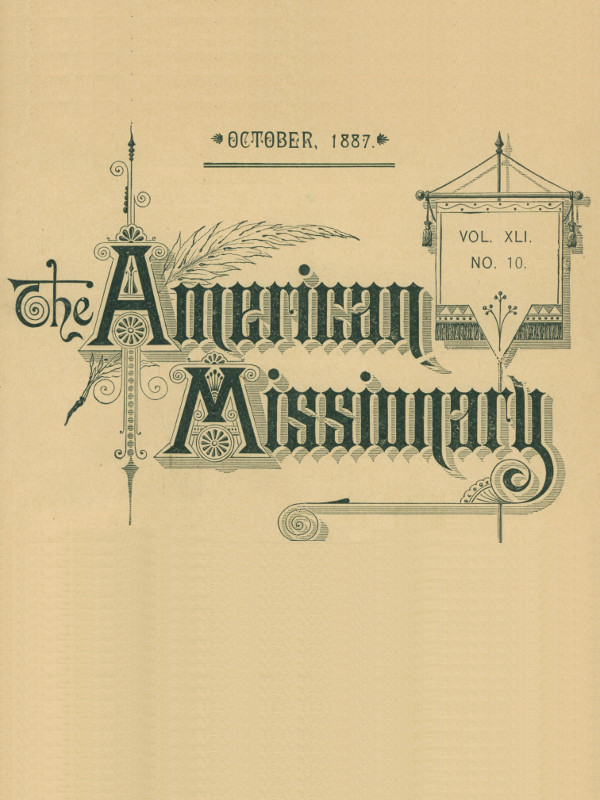 OCTOBER, 1887.
VOL. XLI.
NO. 10.
The American
Missionary